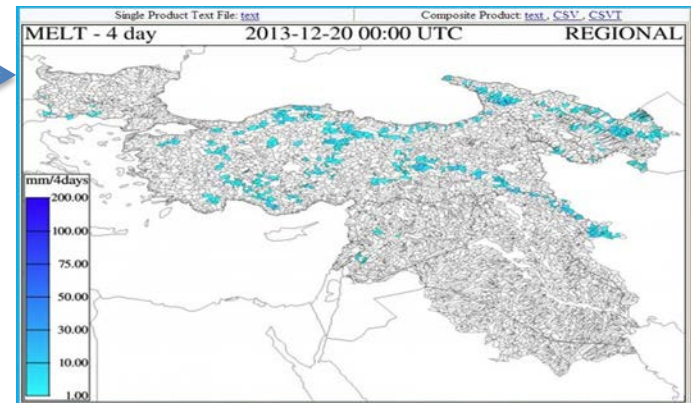 Single Product Text File: text
Composite Product: text , CSV , CSVT
MELT - 4 day 2013-12-20 00:00 UTC REGIONAL
mm/4days
200.00
100.00
75.00
50.00
30.00
10.00
1.00